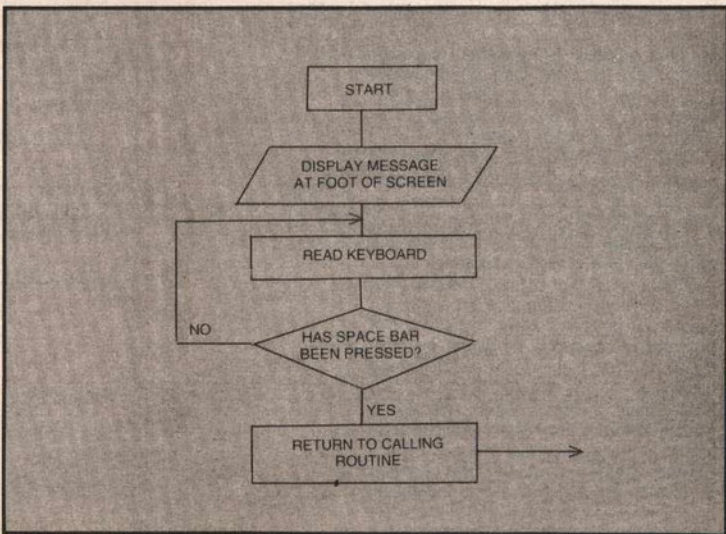 START
DISPLAY MESSAGE
AT FOOT OF SCREEN
READ KEYBOARD
NO
HAS SPACE BAR
BEEN PRESSED?
YES
RETURN TO CALLING
ROUTINE